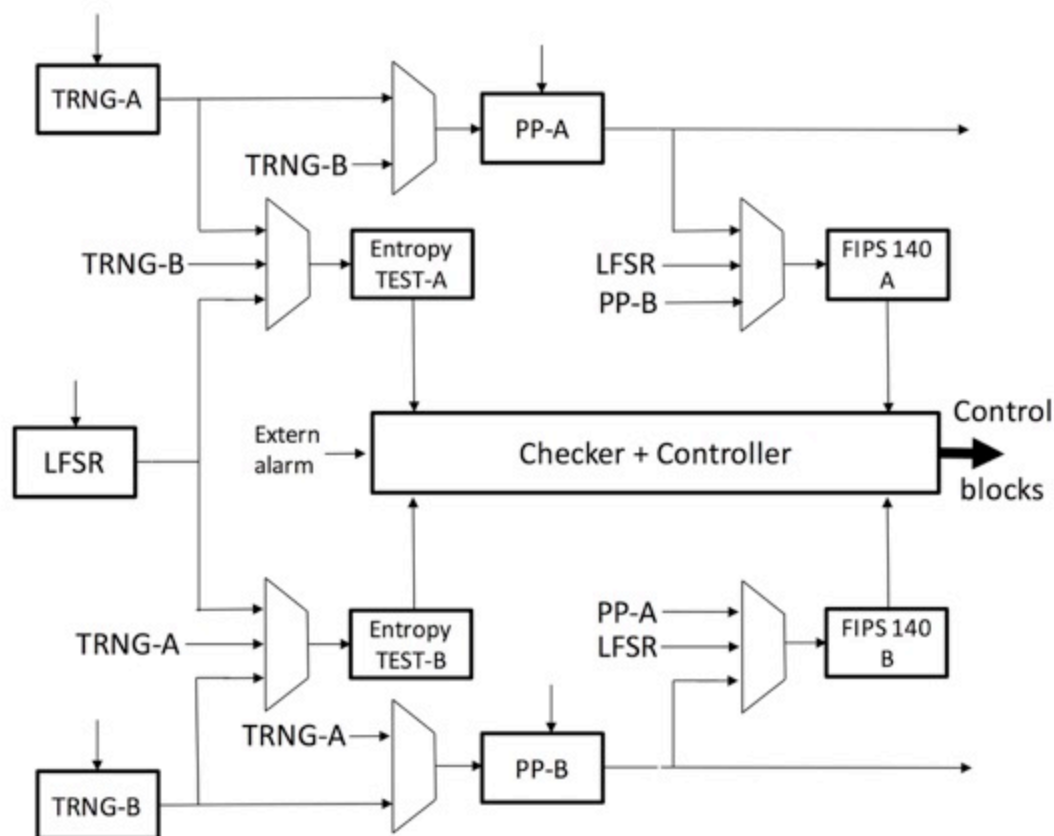 TRNG-A
PP-A
TRNG-B
TRNG-B
Entropy
TEST-A
LFSR
PP-B
FIPS 140
A
LFSR
Extern
alarm
Checker + Controller
Control
blocks
TRNG-A
Entropy
TEST-B
PP-A
LFSR
FIPS 140
B
TRNG-A
PP-B
TRNG-B